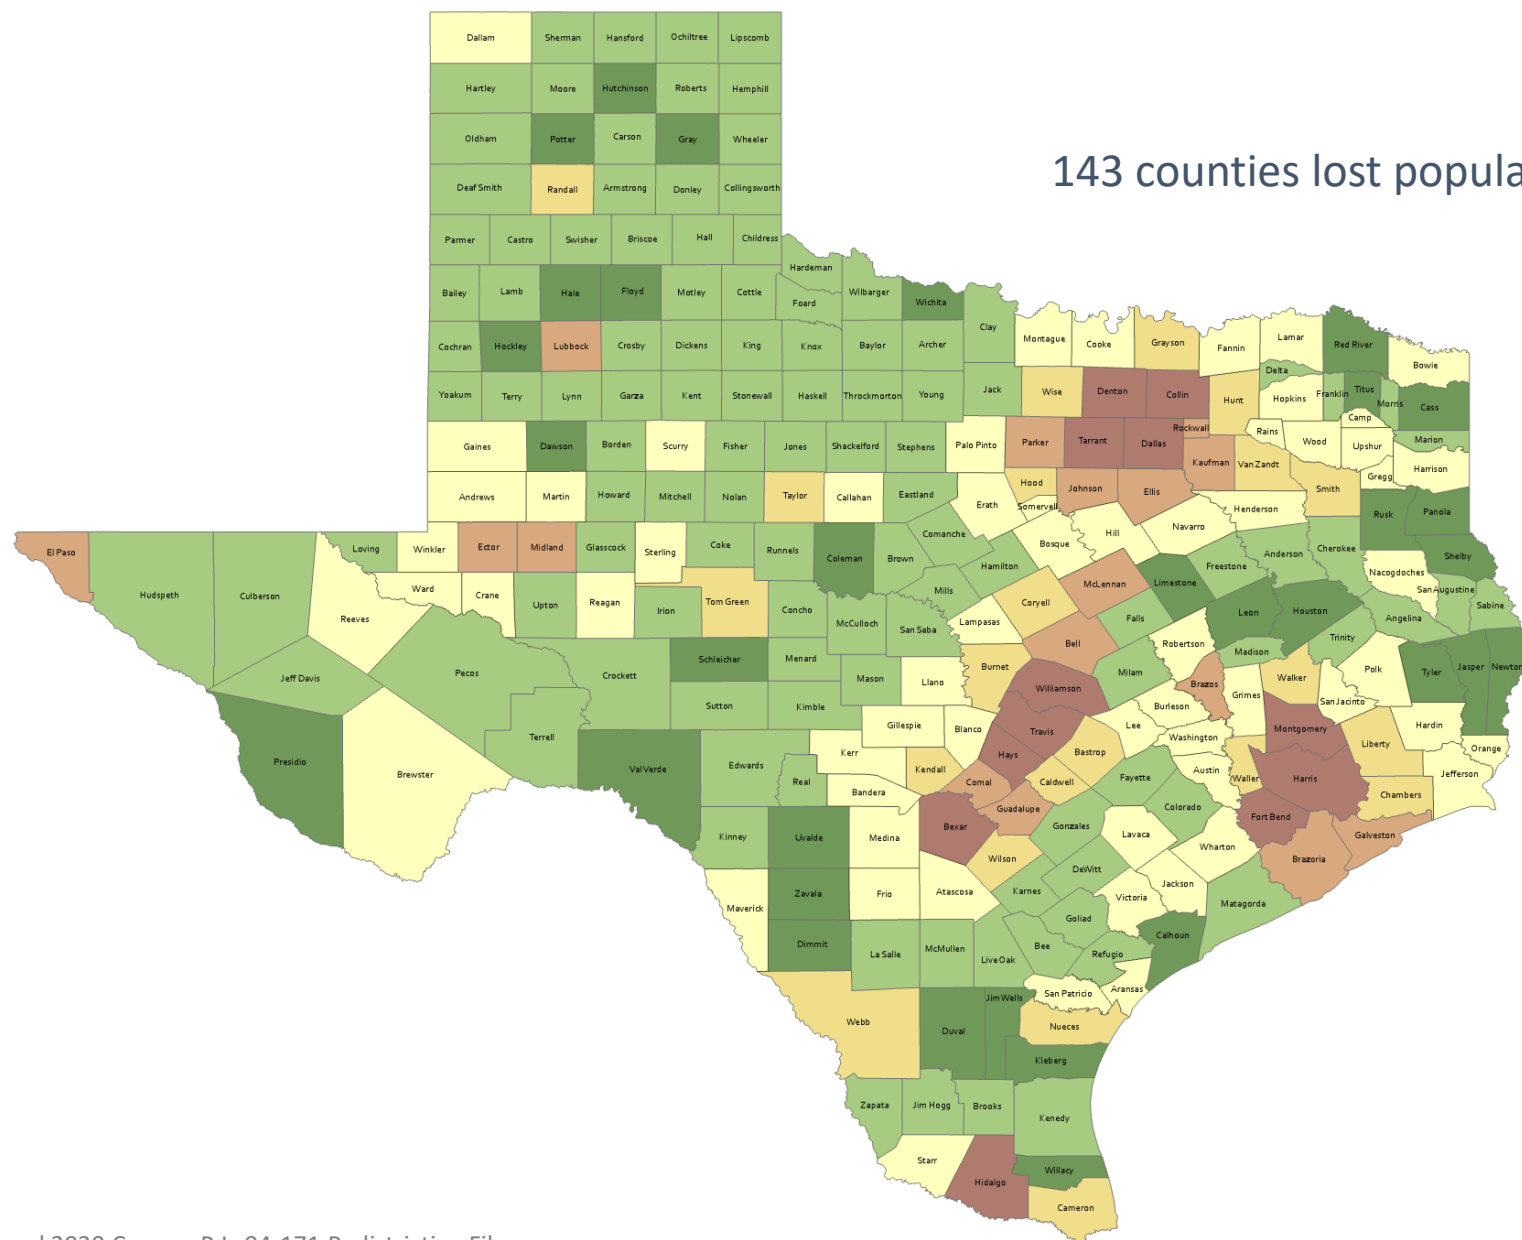 Dallam Sherman Hansford Ochiltree Lipscomb
Hartley Moore Hutchinson Roberts Hemphill
Oldham Potter Carson Gray Wheeler
143 counties lost popula
Deaf Smith Randall Armstrong Donley Collingsworth
Parmer Castro Swisher Briscoe Hall Childress
Hardeman
Bailey Lamb Hale Floyd Motley Cottle Foard Wilbarger Wichita
Clay
Cochran Hockley Lubbock Crosby Dickens King Knox Baylor Archer
Montague Cooke Grayson Fannin Lamar Red River
Bowie
Delta
Yoakum Terry Lynn Garza Kent Stonewall Haskell Throckmorton Young Jack Wise Denton Collin Hunt Hopkins Franklin Titus Morris Cass
Camp
Rockwall
Gaines Dawson Borden Scurry Fisher Jones Shackelford Stephens Palo Pinto Parker Tarrant Dallas Rains Wood Upshur Marion
Kaufman Van Zandt Gregg Harrison
Andrews Martin Howard Mitchell Nolan Taylor Callahan Eastland Hood Johnson Ellis Smith
Erath Somervell Henderson Rusk Panola
El Paso Hudspeth Culberson Loving Winkler Ector Midland Glasscock Sterling Coke Runnels Coleman Brown Comanche Bosque Hill Navarro Anderson Cherokee Shelby
Hamilton Freestone Nacogdoches
Reeves Ward Crane Upton Reagan Irion Tom Green Concho Mills Coryell McLennan Limestone San Augustine
McCulloch San Saba Lampasas Falls Leon Houston Angelina Sabine
Jeff Davis Pecos Crockett Schleicher Menard Bell Robertson Madison Trinity
Mason Llano Burnet Milam Brazos Grimes Walker Polk Tyler Jasper Newton
Sutton Kimble Williamson Burleson San Jacinto
Presidio Brewster Terrell Val Verde Edwards Gillespie Blanco Travis Lee Washington Montgomery Hardin
Kerr Hays Bastrop Liberty Orange
Real Bandera Kendall Comal Caldwell Fayette Austin Waller Harris Jefferson
Chambers
Kinney Uvalde Medina Bexar Guadalupe Gonzales Colorado Fort Bend Galveston
Wilson Lavaca Wharton Brazoria
Maverick Zavala Frio Atascosa Karnes DeWitt Jackson
Victoria Matagorda
Dimmit La Salle McMullen Live Oak Bee Goliad Calhoun
Refugio
San Patricio Aransas
Webb Duval Jim Wells Nueces
Kleberg
Zapata Jim Hogg Brooks Kenedy
Starr Hidalgo Willacy
Cameron